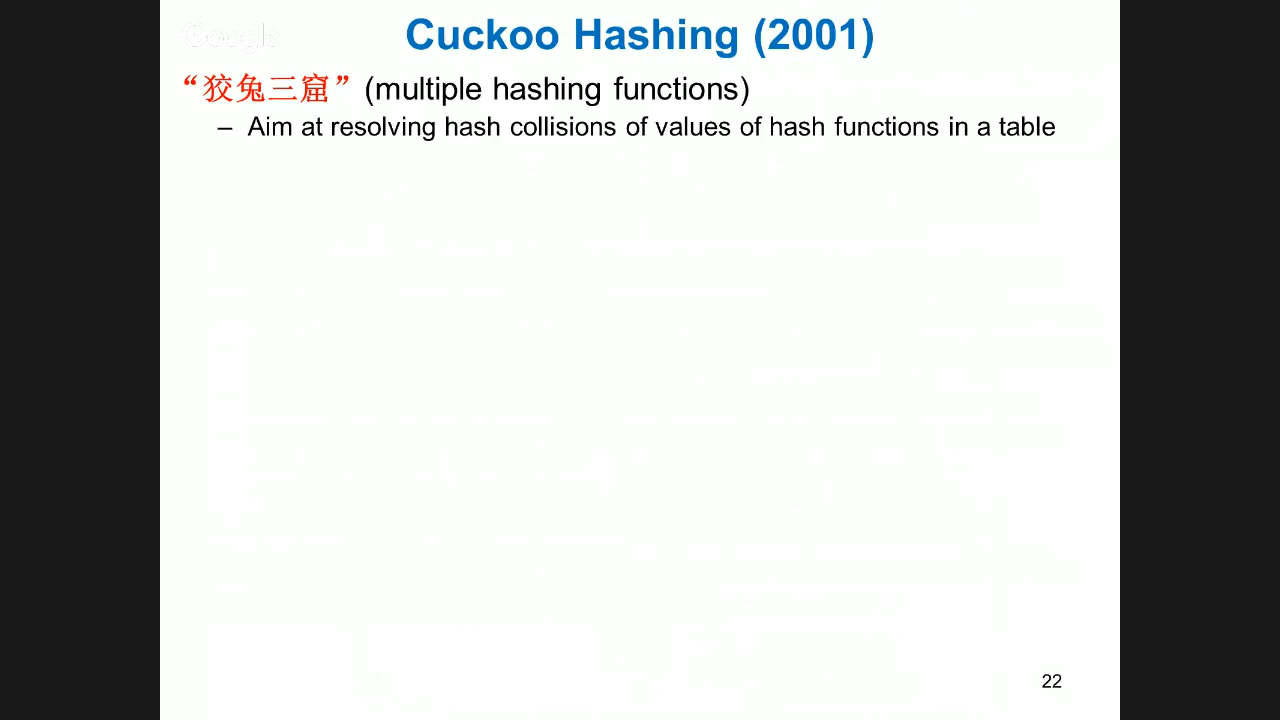 Google
Cuckoo Hashing (2001)
“狡兔三窟” (multiple hashing functions)
– Aim at resolving hash collisions of values of hash functions in a table
22